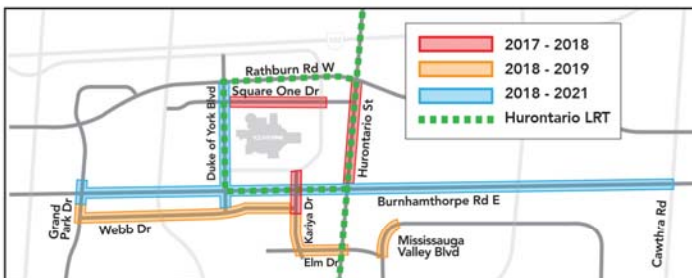 2017 - 2018
2018 - 2019
2018 - 2021
Hurontario LRT
Rathburn Rd W
Square One Dr
Duke of York Blvd
Hurontario St
Burnhamthorpe Rd E
Grand
Park Dr
Webb Dr
Kariya Dr
Elm Dr
Mississauga
Valley Blvd
Cawthra Rd